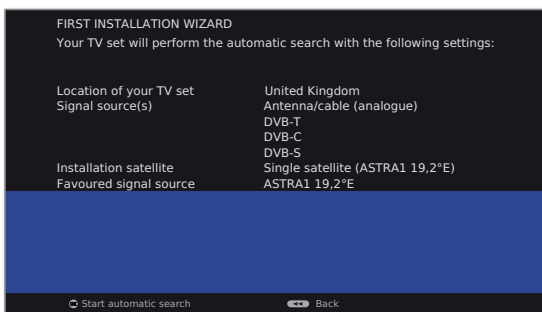 FIRST INSTALLATION WIZARD
Your TV set will perform the automatic search with the following settings:
Location of your TV set United Kingdom
Signal source(s) Antenna/cable (analogue)
DVB-T
DVB-C
DVB-S
Installation satellite Single satellite (ASTRA1 19,2°E)
Favoured signal source ASTRA1 19,2°E
Start automatic search Back